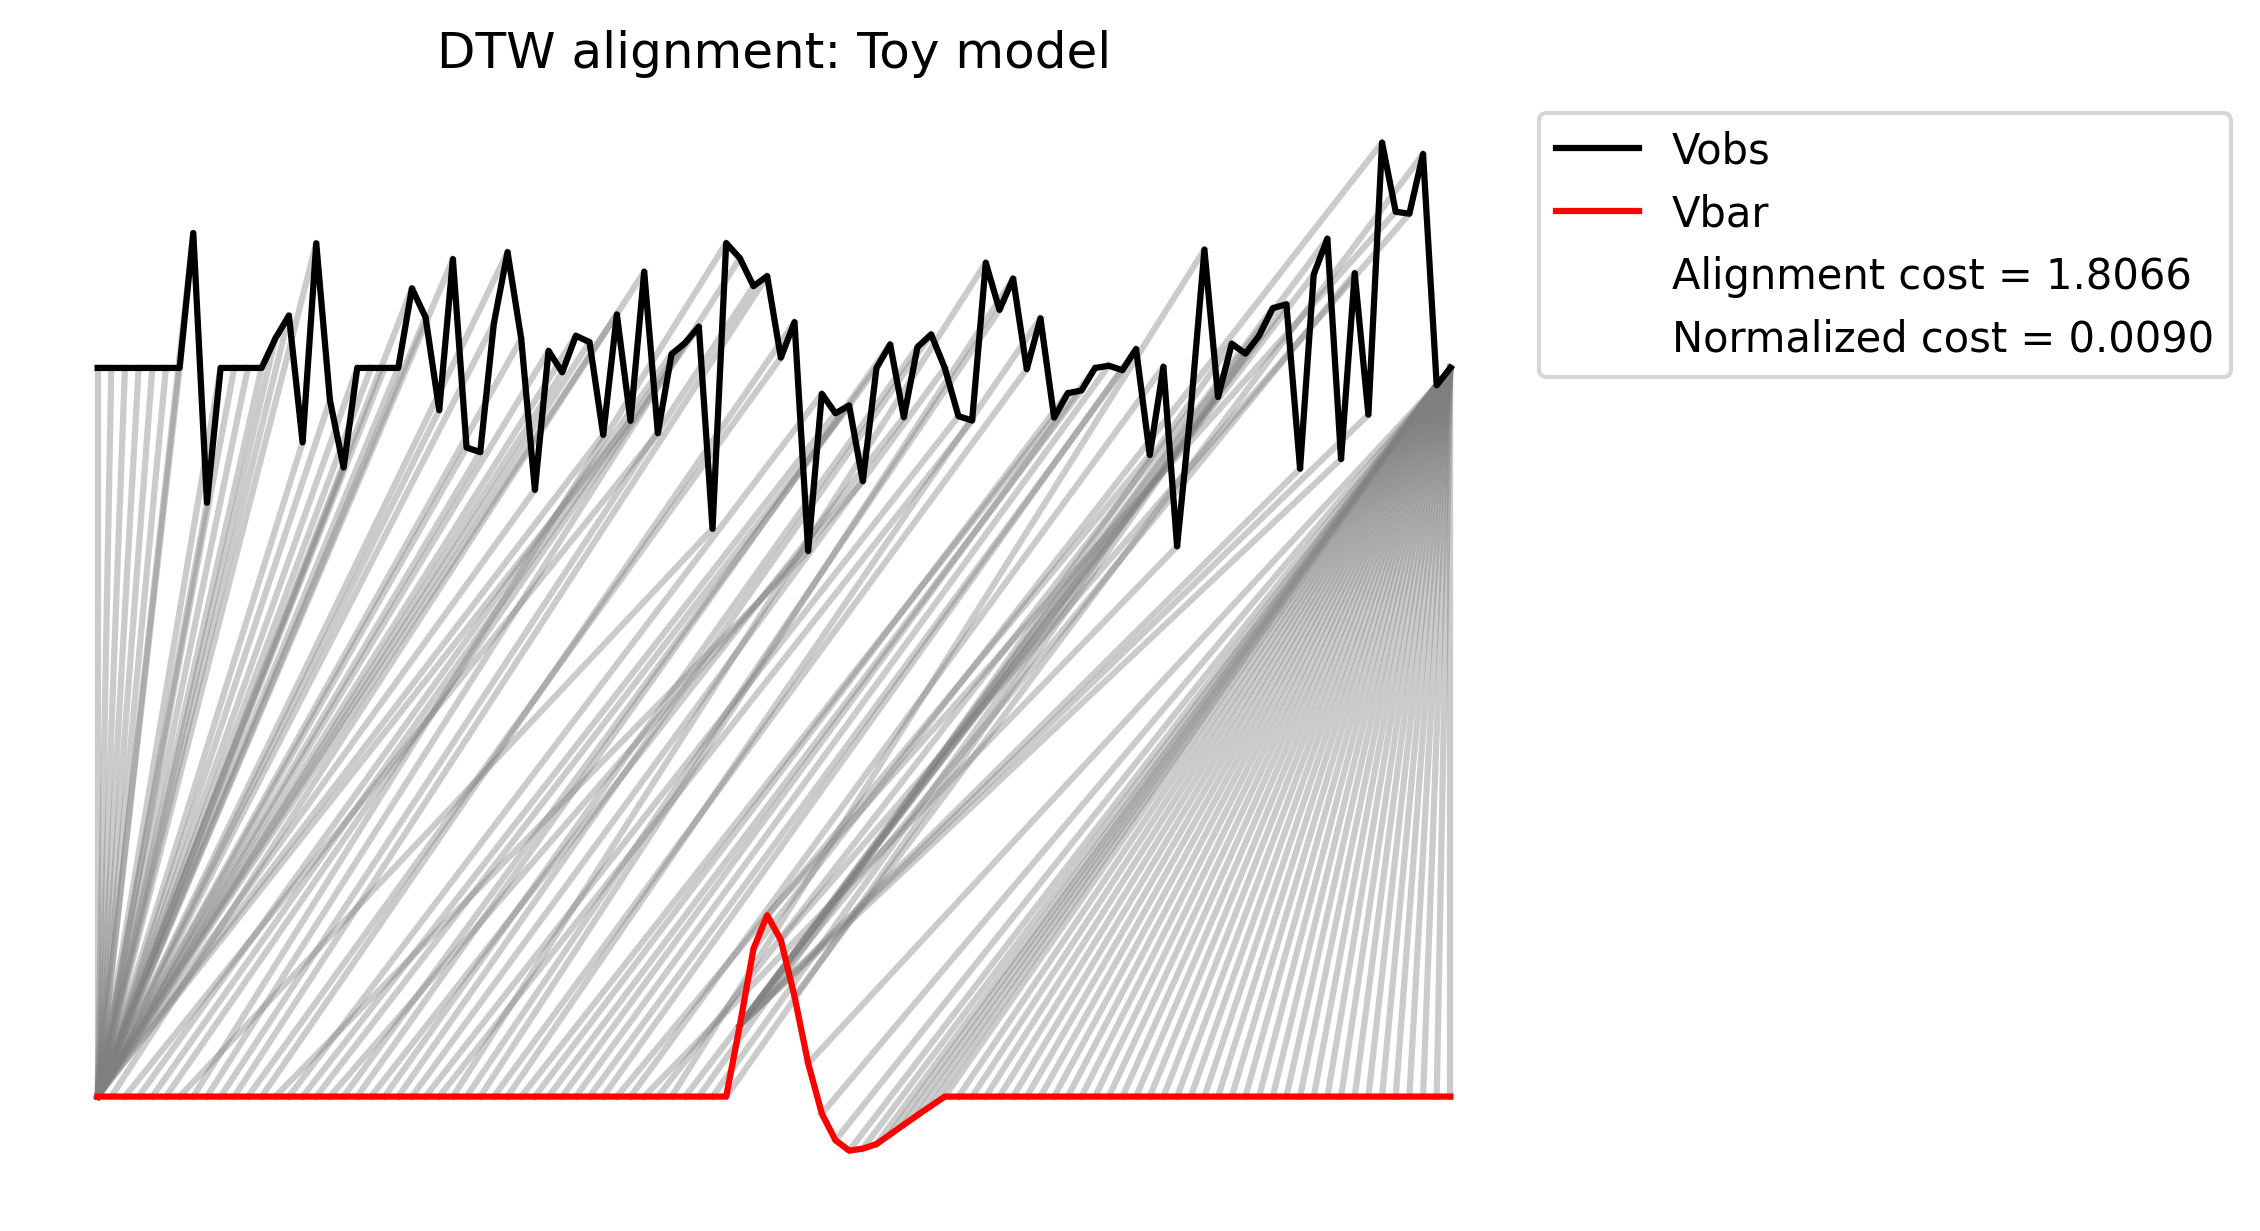 DTW alignment: Toy model
Vobs
Vbar
Alignment cost = 1.8066
Normalized cost = 0.0090